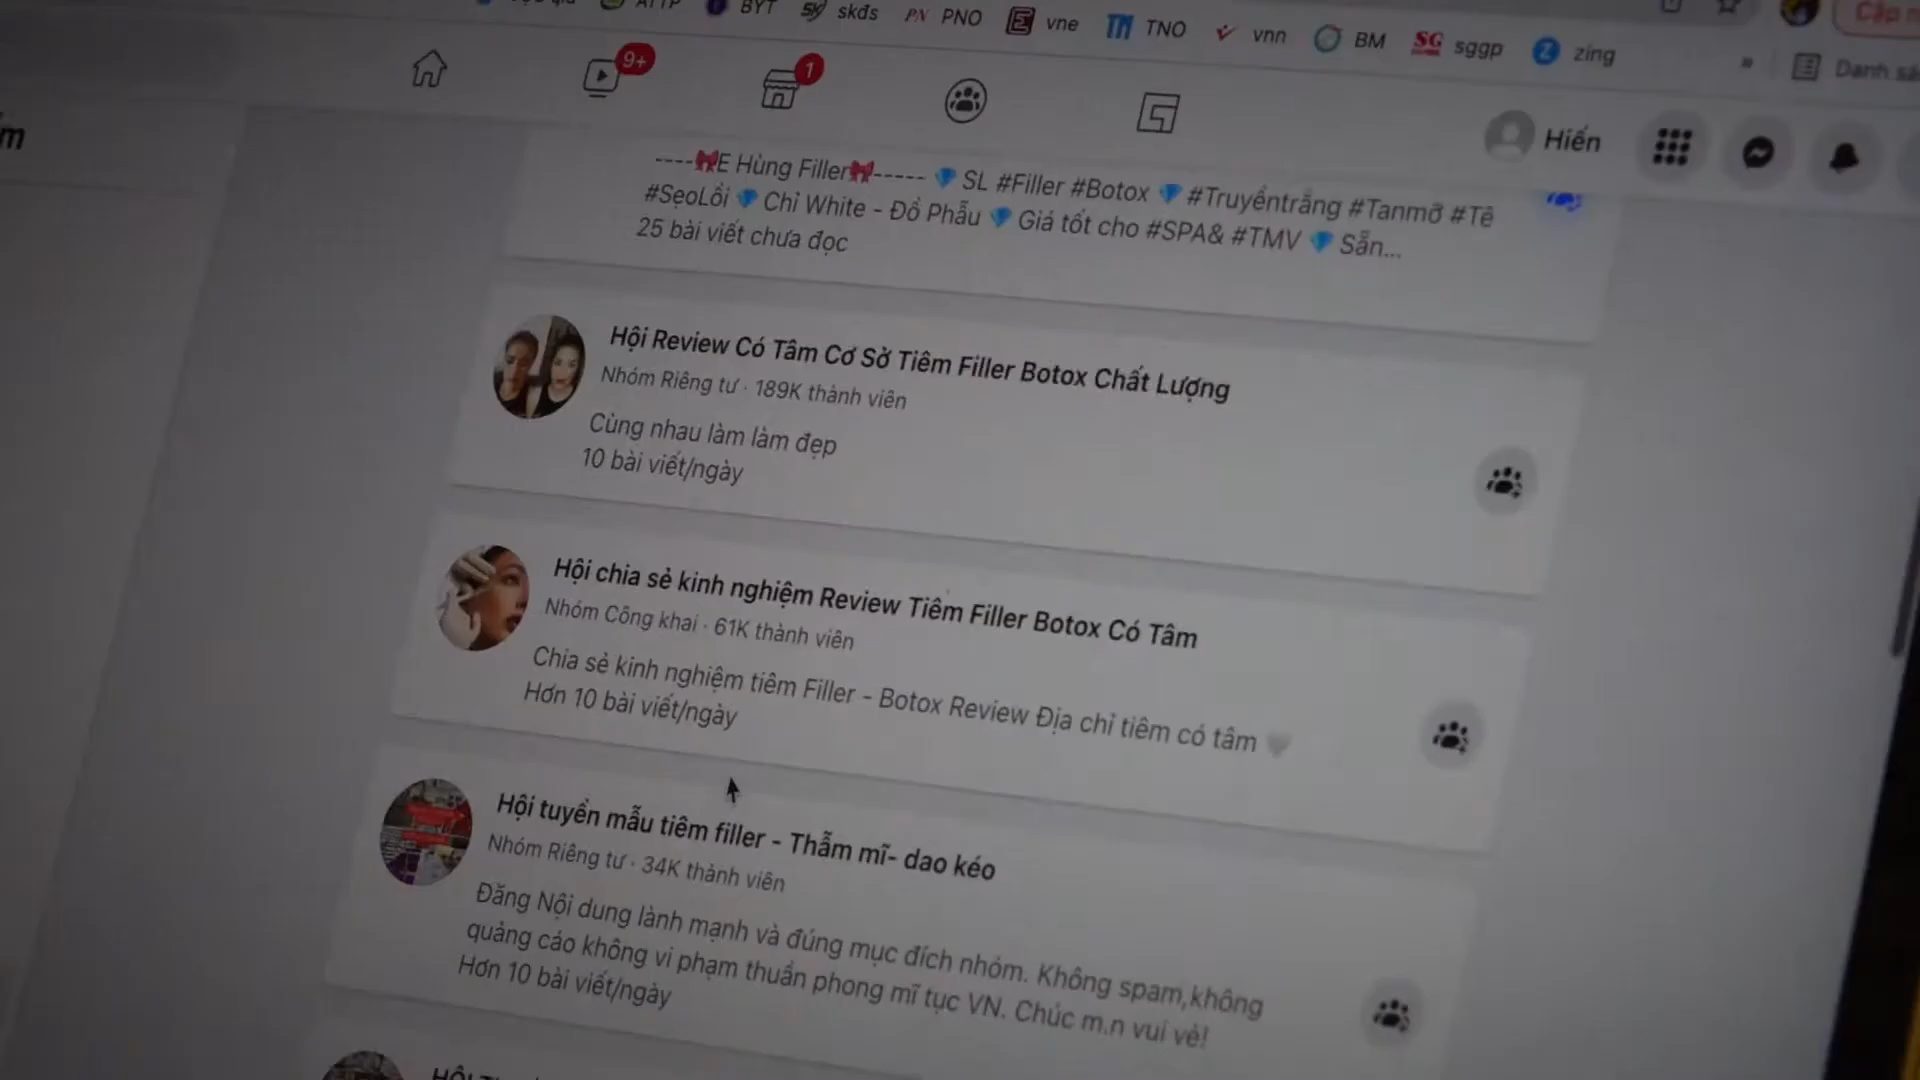 ATTP BYT skđs PNO vne TNO vnn BM SG sggp zing
»
9+
1
Hiến
----🎀E Hùng Filler🎀----- 💎 SL #Filler #Botox 💎 #Truyềntrắng #Tanmỡ #Tê
#SẹoLồi 💎 Chỉ White - Đồ Phẫu 💎 Giá tốt cho #SPA& #TMV 💎 Sẵn...
25 bài viết chưa đọc
Hội Review Có Tâm Cơ Sở Tiêm Filler Botox Chất Lượng
Nhóm Riêng tư · 189K thành viên
Cùng nhau làm làm đẹp
10 bài viết/ngày
Hội chia sẻ kinh nghiệm Review Tiêm Filler Botox Có Tâm
Nhóm Công khai · 61K thành viên
Chia sẻ kinh nghiệm tiêm Filler - Botox Review Địa chỉ tiêm có tâm 🤍
Hơn 10 bài viết/ngày
Hội tuyển mẫu tiêm filler - Thẫm mĩ- dao kéo
Nhóm Riêng tư · 34K thành viên
Đăng Nội dung lành mạnh và đúng mục đích nhóm. Không spam,không
quảng cáo không vi phạm thuần phong mĩ tục VN. Chúc m.n vui vẻ!
Hơn 10 bài viết/ngày